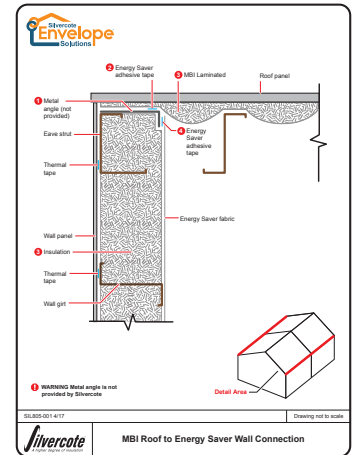 Silvercote
Envelope
Solutions
2 Energy Saver
adhesive tape
3 MBI Laminated
Roof panel
1 Metal
angle (not
provided)
Eave strut
4 Energy
Saver
adhesive
tape
Thermal
tape
Energy Saver fabric
Wall panel
3 Insulation
Thermal
tape
Wall girt
! WARNING Metal angle is not
provided by Silvercote
Detail Area
SIL805-001 4/17
Drawing not to scale
Silvercote
A higher degree of insulation
MBI Roof to Energy Saver Wall Connection